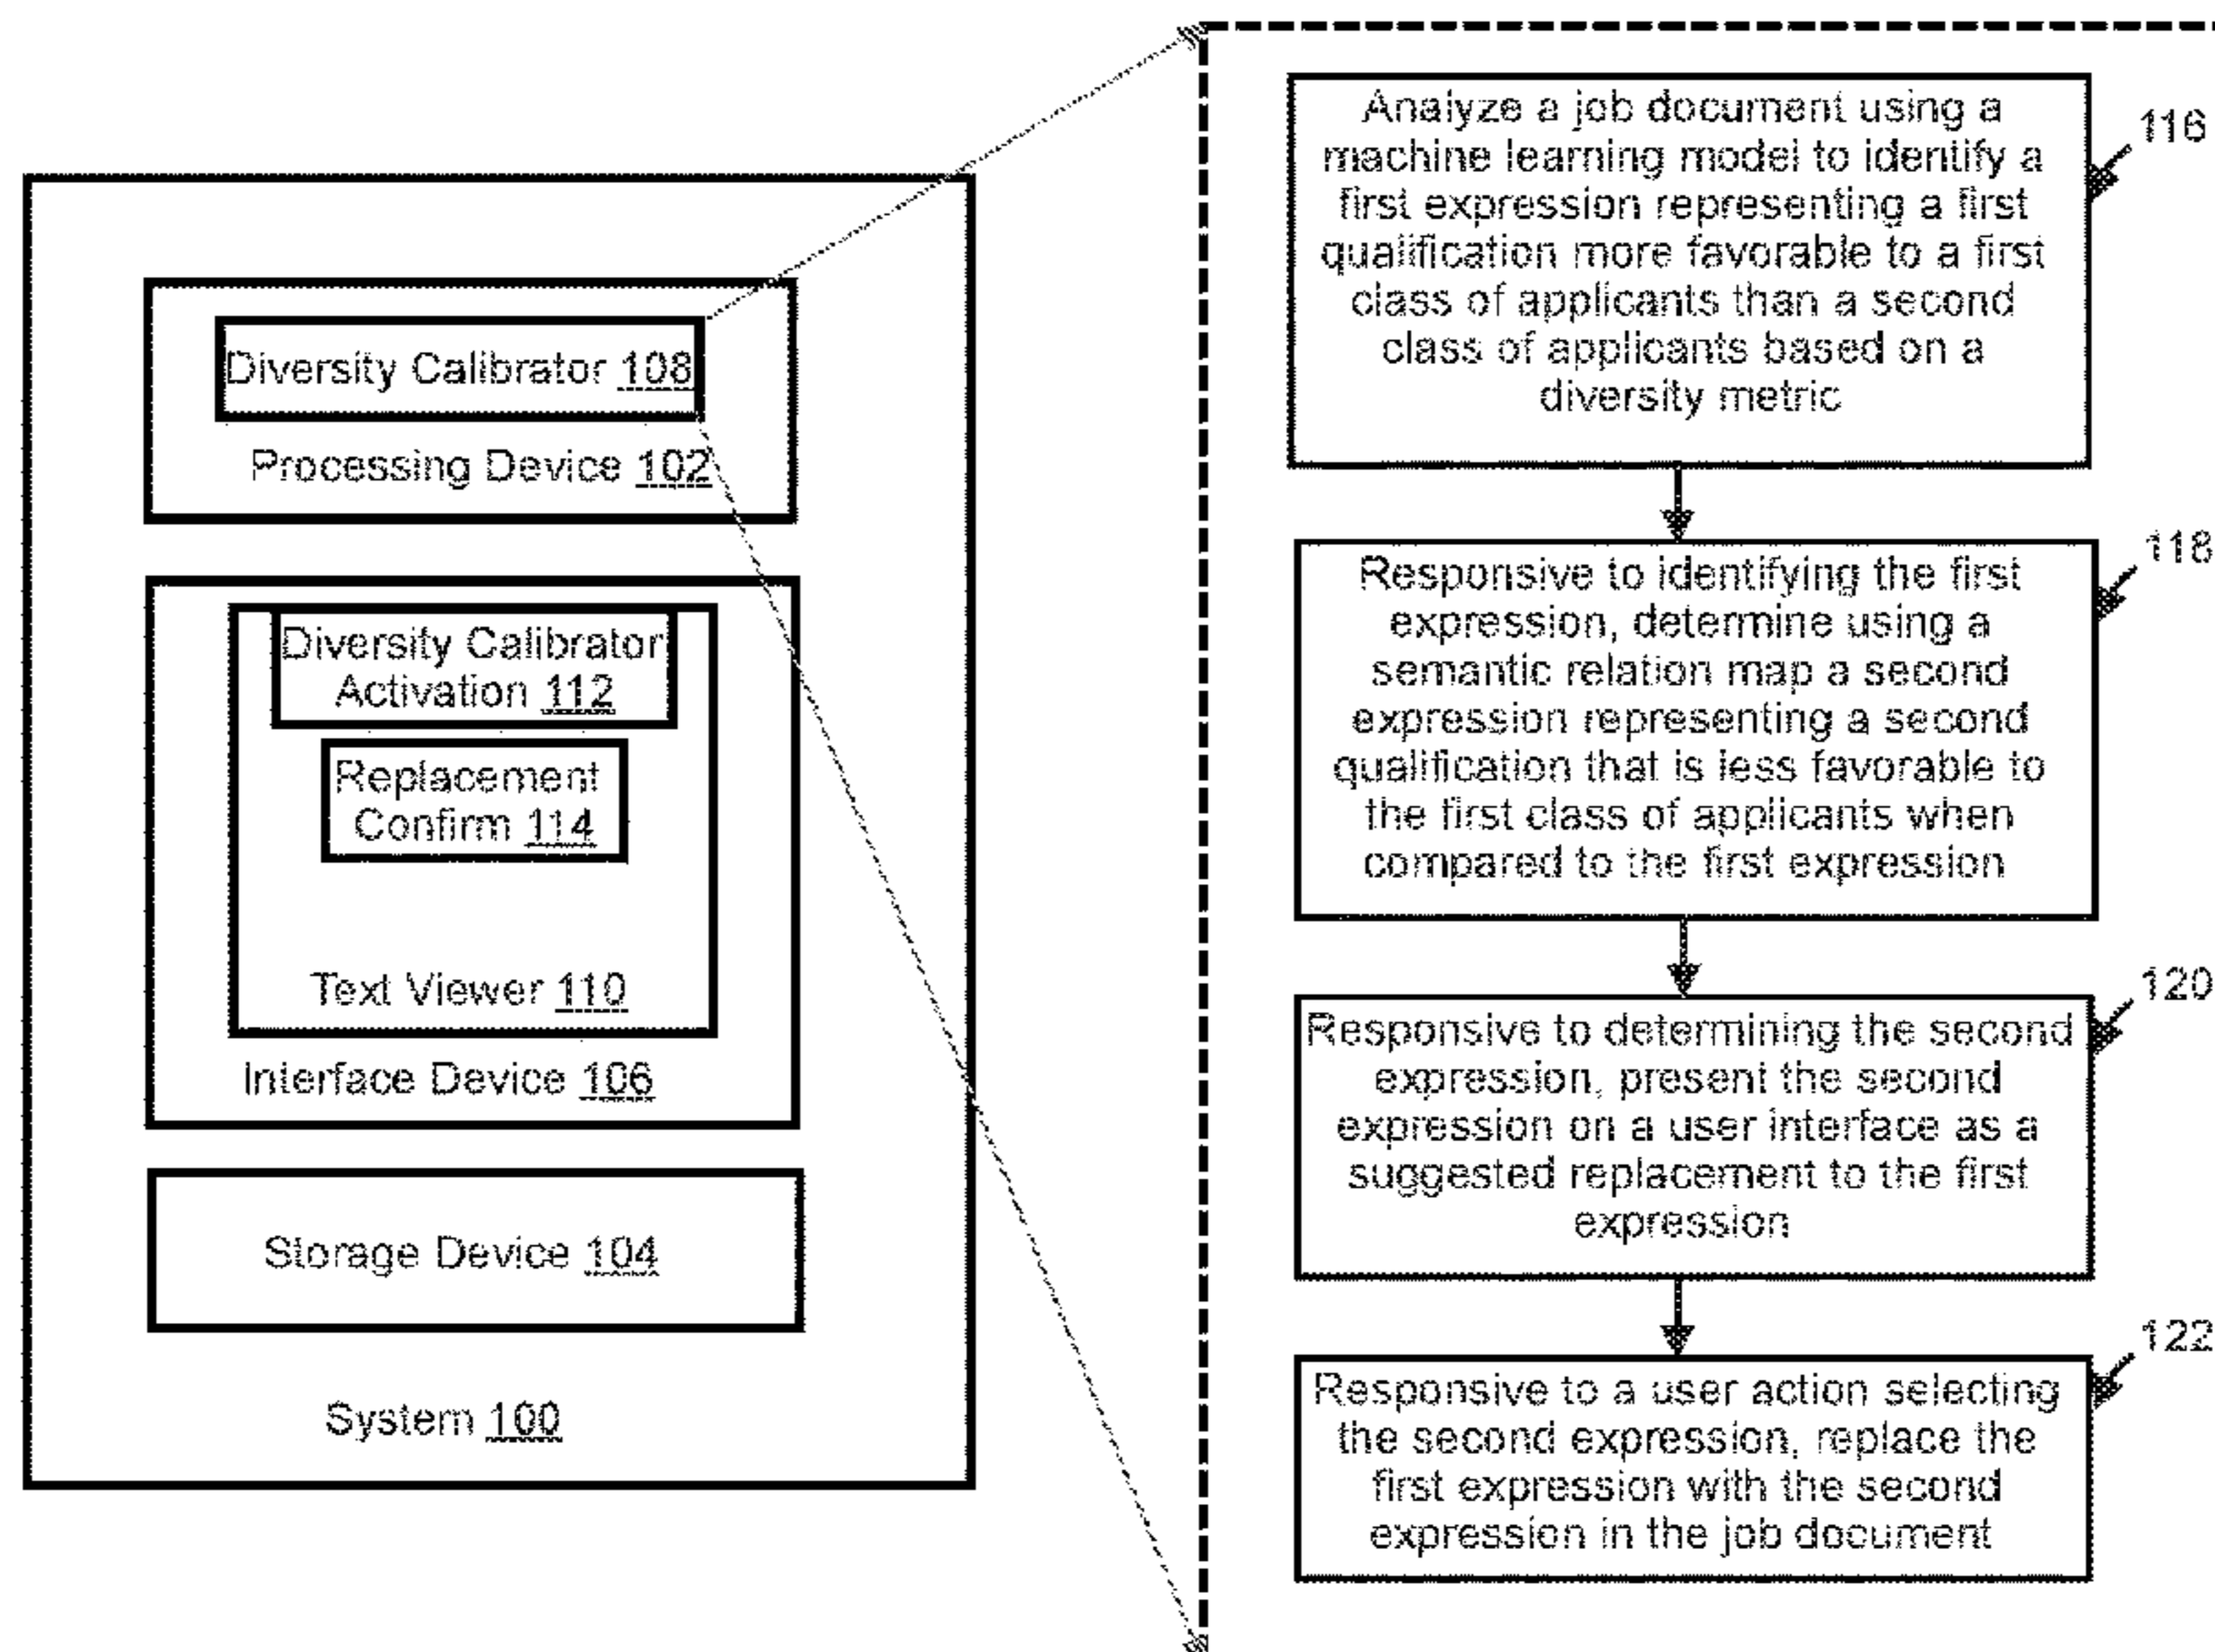 Diversity Calibrator 108
Processing Device 102
Diversity Calibrator
Activation 112
Replacement
Confirm 114
Text Viewer 110
Interface Device 106
Storage Device 104
System 100
Analyze a job document using a
machine learning model to identify a
first expression representing a first
qualification more favorable to a first
class of applicants than a second
class of applicants based on a
diversity metric
116
Responsive to identifying the first
expression, determine using a
semantic relation map a second
expression representing a second
qualification that is less favorable to
the first class of applicants when
compared to the first expression
118
Responsive to determining the second
expression, present the second
expression on a user interface as a
suggested replacement to the first
expression
120
Responsive to a user action selecting
the second expression, replace the
first expression with the second
expression in the job document
122